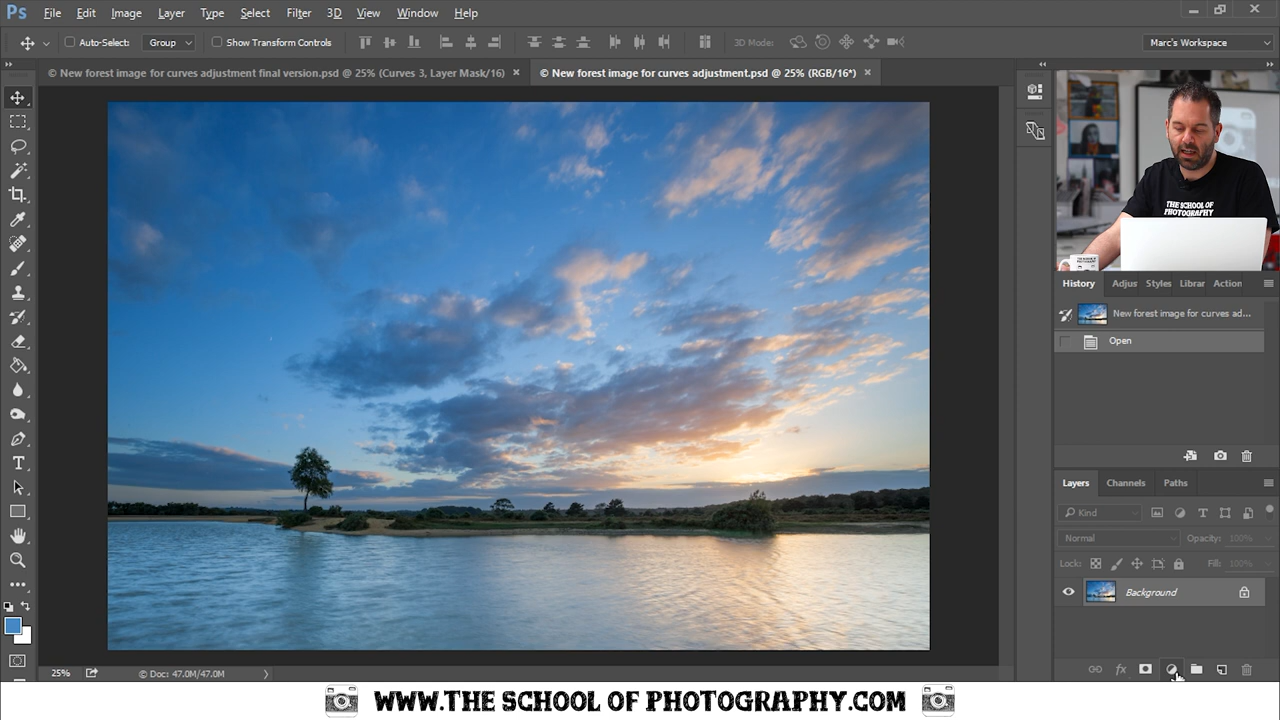 Ps File Edit Image Layer Type Select Filter 3D View Window Help
Auto-Select: Group Show Transform Controls 3D Mode: Marc's Workspace
© New forest image for curves adjustment final version.psd @ 25% (Curves 3, Layer Mask/16) × © New forest image for curves adjustment.psd @ 25% (RGB/16*) ×
THE SCHOOL OF
PHOTOGRAPHY
History Adjus Styles Librar Action
New forest image for curves ad...
Open
Layers Channels Paths
Kind
Normal Opacity: 100%
Lock: Fill: 100%
Background
25% © Doc: 47.0M/47.0M
WWW.THE SCHOOL OF PHOTOGRAPHY.COM